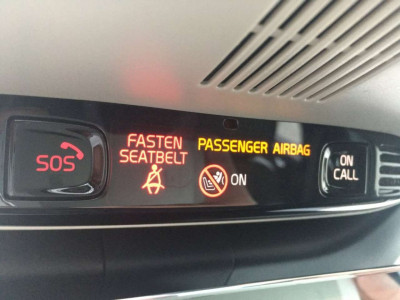 SOS
FASTEN
SEATBELT
PASSENGER AIRBAG
ON
ON
CALL